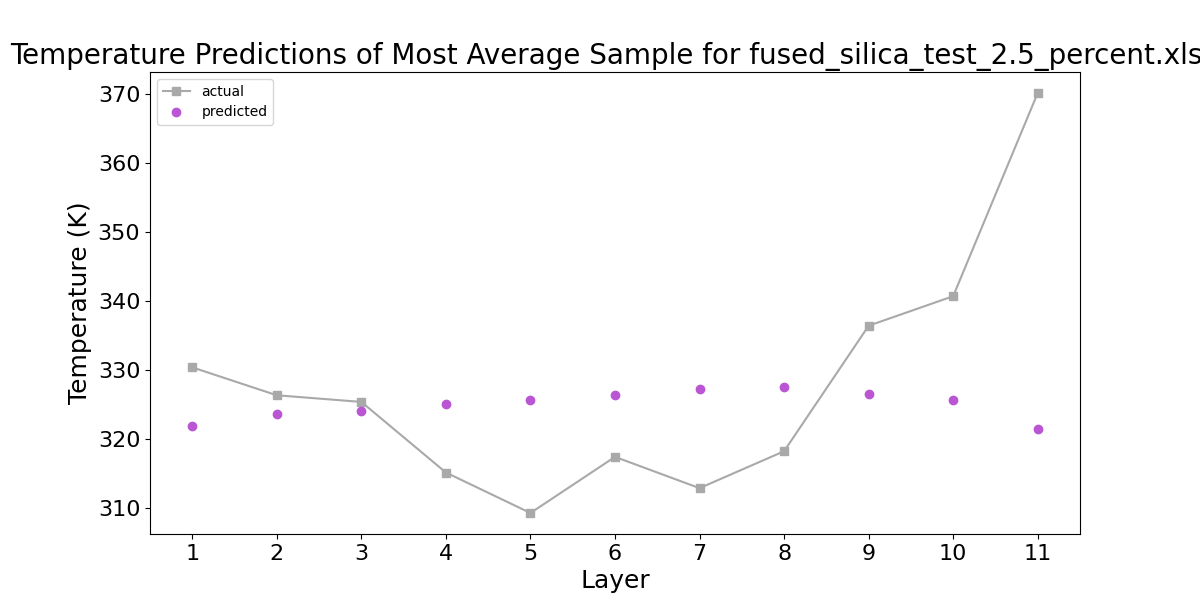 Temperature Predictions of Most Average Sample for fused_silica_test_2.5_percent.xls
actual
predicted
370
360
350
340
330
320
310
Temperature (K)
1 2 3 4 5 6 7 8 9 10 11
Layer